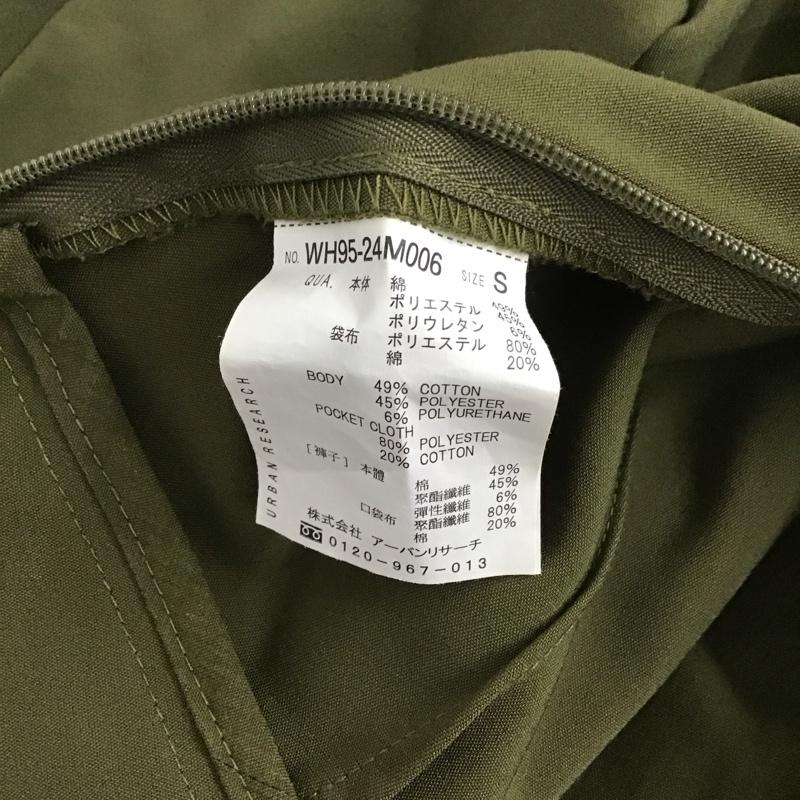 NO. WH95-24M006 SIZE S
QUA. 本体 綿 49%
ポリエステル 45%
ポリウレタン 6%
袋布 ポリエステル 80%
綿 20%
BODY 49% COTTON
45% POLYESTER
6% POLYURETHANE
POCKET CLOTH
80% POLYESTER
20% COTTON
[褲子] 本體 棉 49%
聚酯纖維 45%
彈性纖維 6%
口袋布 聚酯纖維 80%
棉 20%
株式会社 アーバンリサーチ
0120-967-013
URBAN RESEARCH